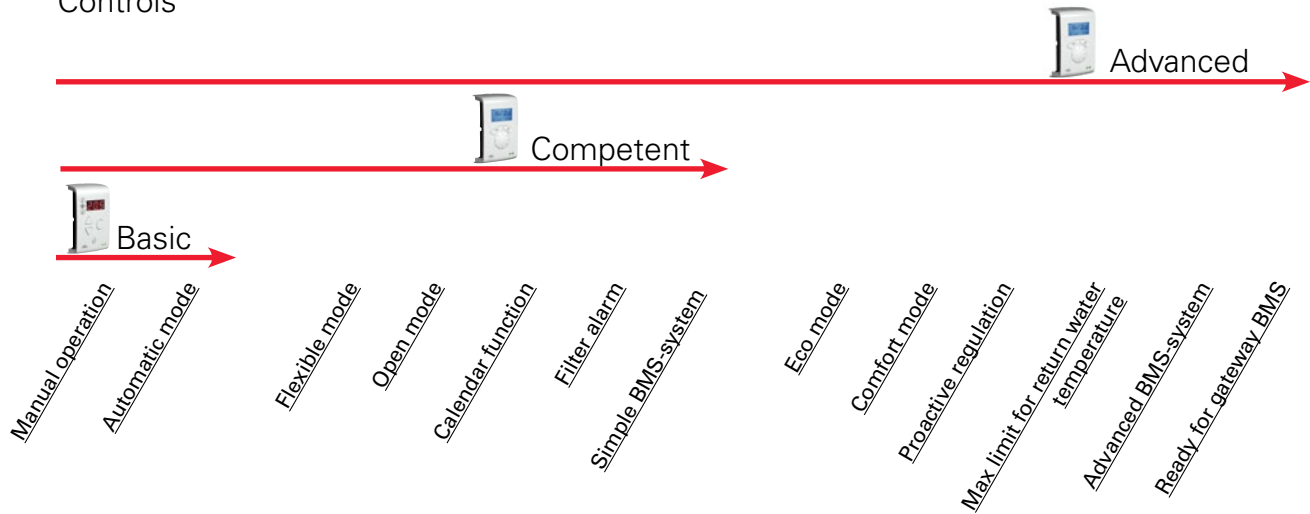 Controls
Advanced
Competent
Basic
Manual operation
Automatic mode
Flexible mode
Open mode
Calendar function
Filter alarm
Simple BMS-system
Eco mode
Comfort mode
Proactive regulation
Max limit for return water
temperature
Advanced BMS-system
Ready for gateway BMS